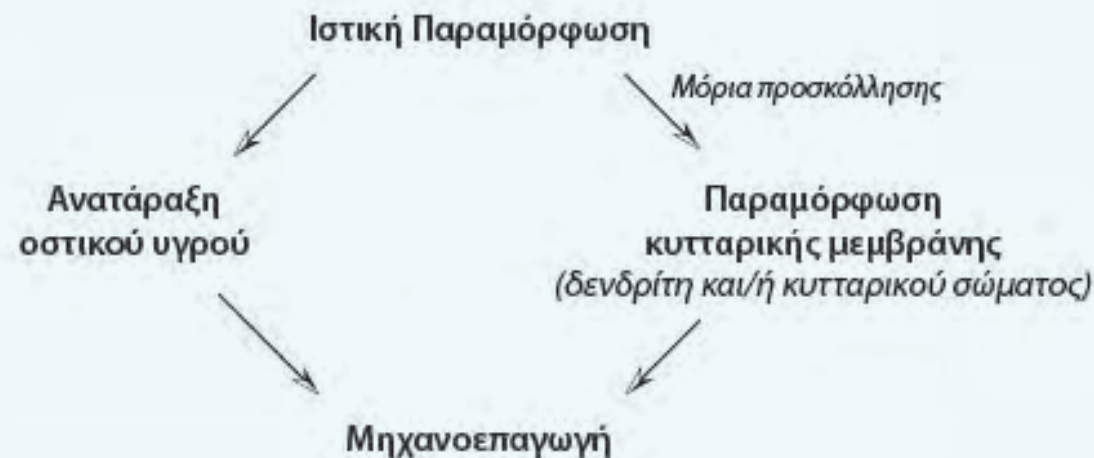 Ιστική Παραμόρφωση
Μόρια προσκόλλησης
Ανατάραξη
οστικού υγρού
Παραμόρφωση
κυτταρικής μεμβράνης
(δενδρίτη και/ή κυτταρικού σώματος)
Μηχανοεπαγωγή